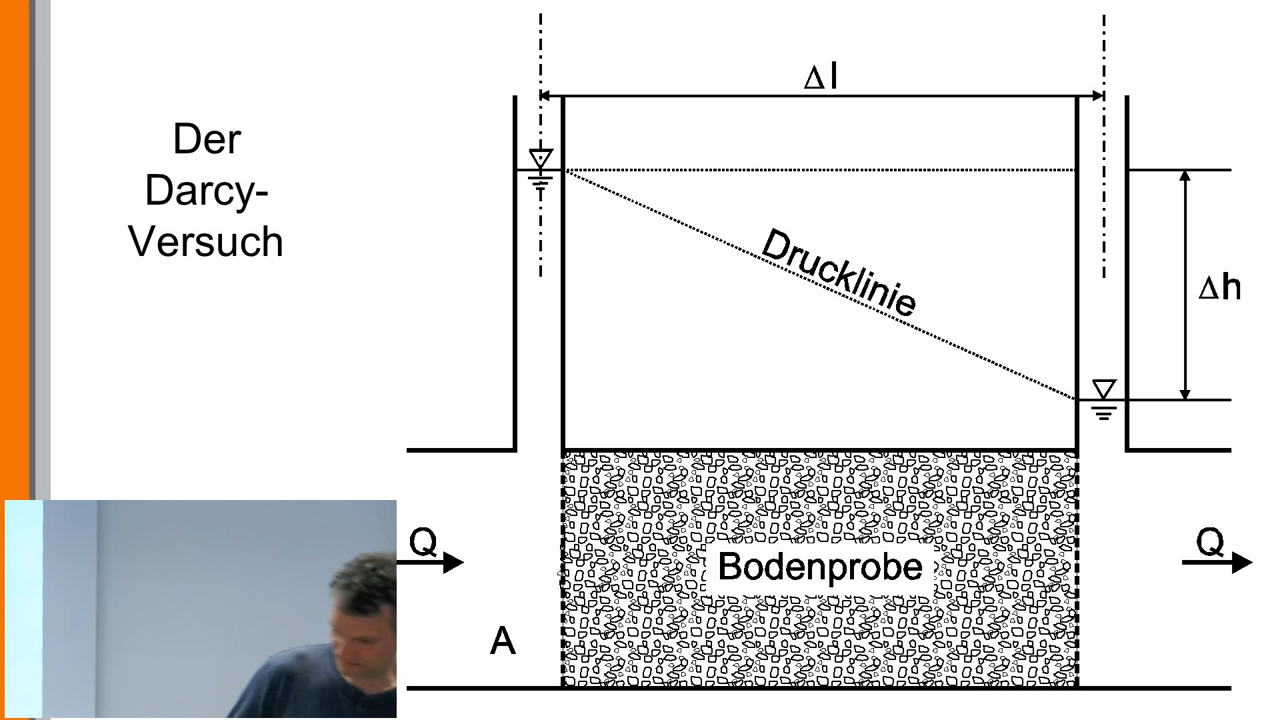 Der
Darcy-
Versuch
Δl
Drucklinie
Δh
Q
Bodenprobe
Q
A